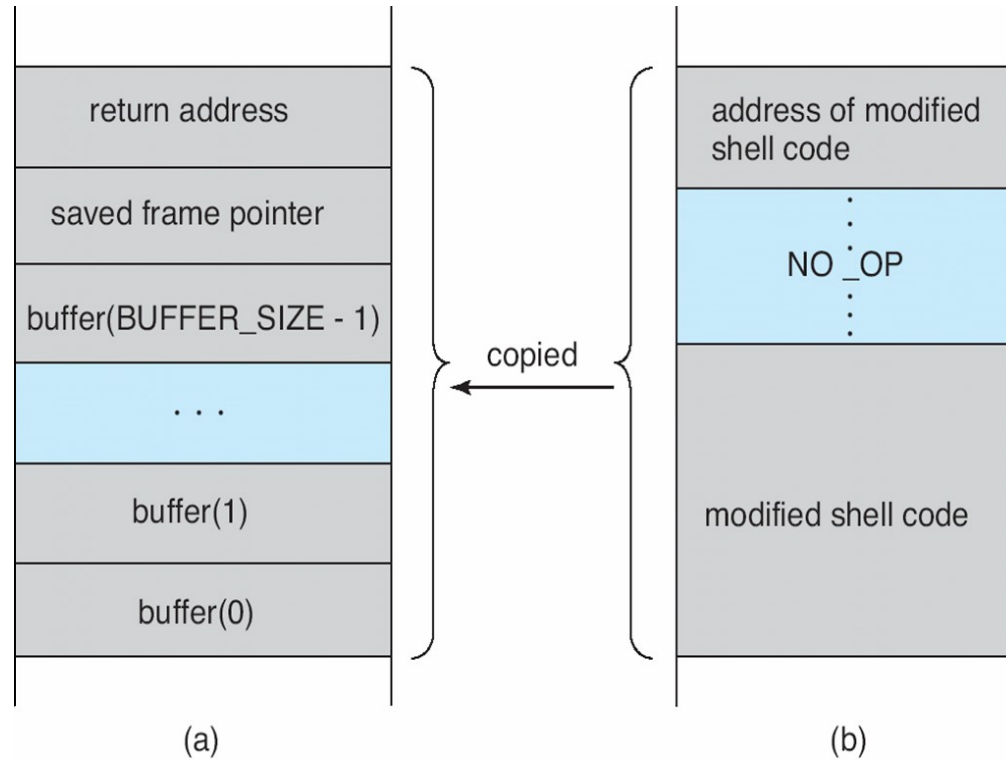 return address
saved frame pointer
buffer(BUFFER_SIZE - 1)
. . .
buffer(1)
buffer(0)
(a)
copied
address of modified
shell code
NO _OP
modified shell code
(b)